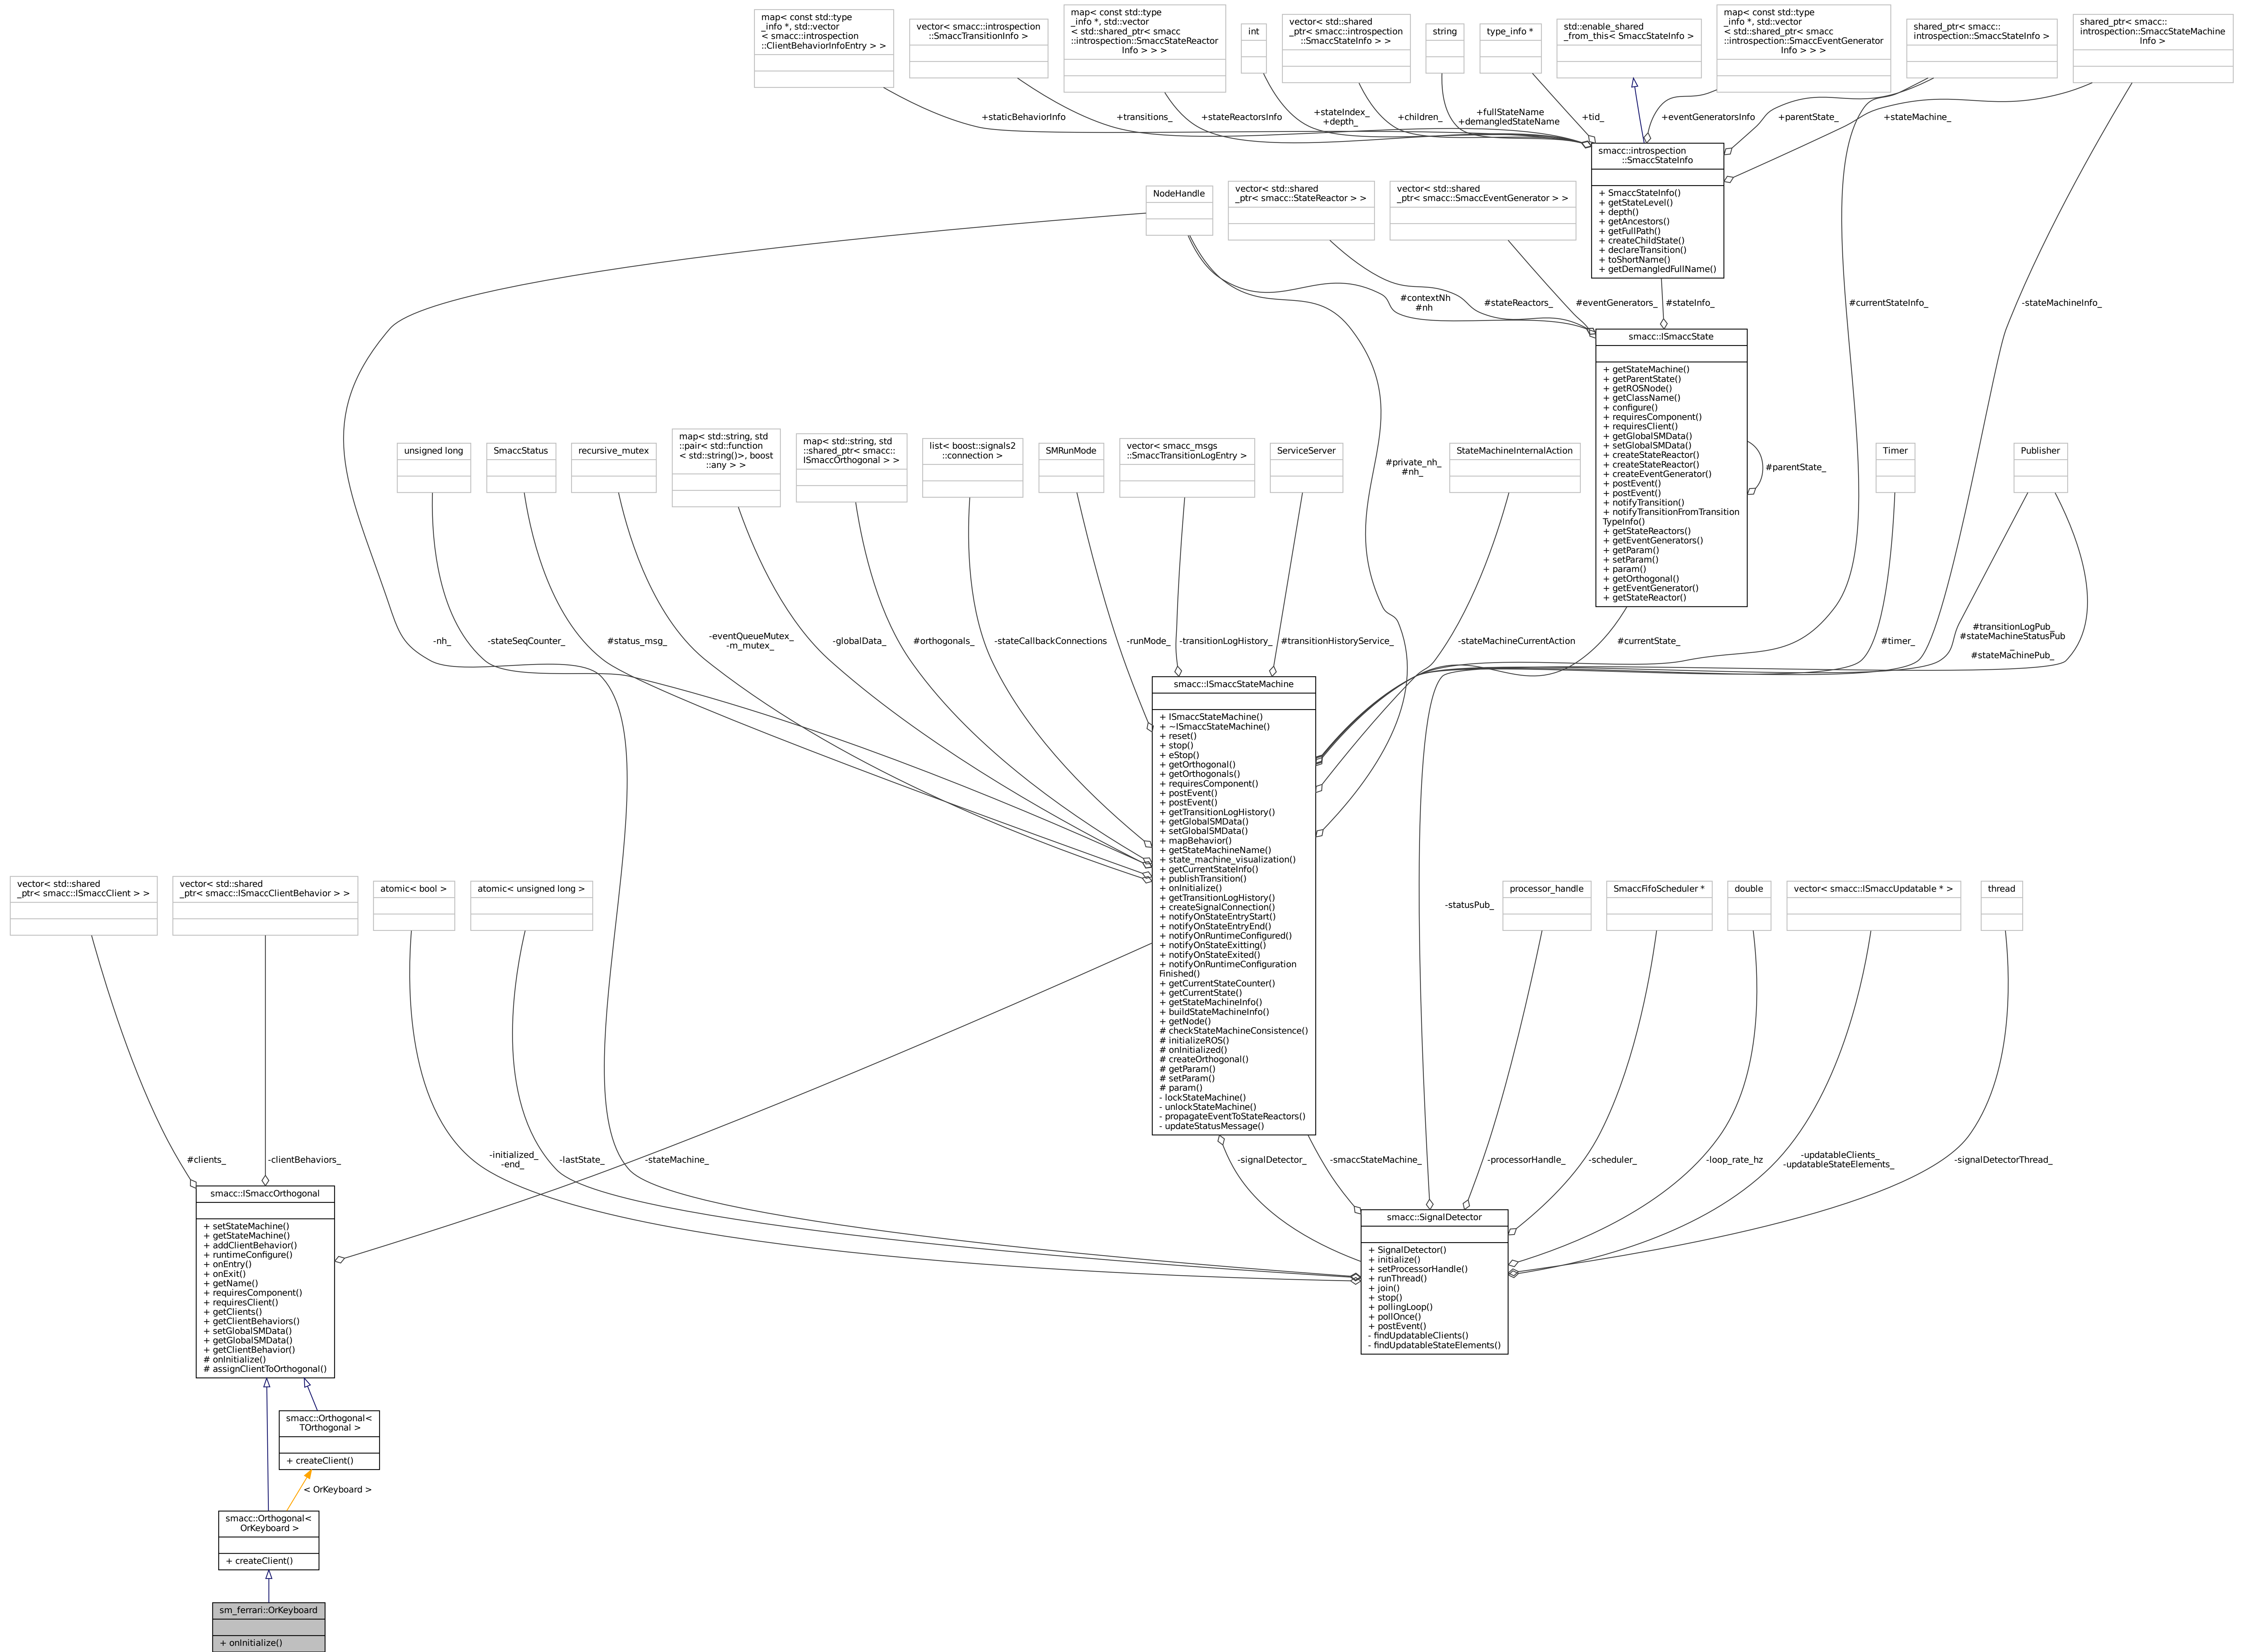 map< const std::type
_info *, std::vector
< smacc::introspection
::ClientBehaviorInfoEntry > >
vector< smacc::introspection
::SmaccTransitionInfo >
map< const std::type
_info *, std::vector
< std::shared_ptr< smacc
::introspection::SmaccStateReactor
Info > > >
int
vector< std::shared
_ptr< smacc::introspection
::SmaccStateInfo > >
string
type_info *
std::enable_shared
_from_this< SmaccStateInfo >
map< const std::type
_info *, std::vector
< std::shared_ptr< smacc
::introspection::SmaccEventGenerator
Info > > >
shared_ptr< smacc::
introspection::SmaccStateInfo >
shared_ptr< smacc::
introspection::SmaccStateMachine
Info >
+staticBehaviorInfo
+transitions_
+stateReactorsInfo
+stateIndex_
+depth_
+children_
+fullStateName
+demangledStateName
+tid_
+eventGeneratorsInfo
+parentState_
+stateMachine_
smacc::introspection
::SmaccStateInfo
+ SmaccStateInfo()
+ getStateLevel()
+ depth()
+ getAncestors()
+ getFullPath()
+ createChildState()
+ declareTransition()
+ toShortName()
+ getDemangledFullName()
NodeHandle
vector< std::shared
_ptr< smacc::StateReactor > >
vector< std::shared
_ptr< smacc::SmaccEventGenerator > >
#contextNh
#nh
#stateReactors_
#eventGenerators_
#stateInfo_
#currentStateInfo_
-stateMachineInfo_
smacc::ISmaccState
+ getStateMachine()
+ getParentState()
+ getROSNode()
+ getClassName()
+ configure()
+ requiresComponent()
+ requiresClient()
+ getGlobalSMData()
+ setGlobalSMData()
+ createStateReactor()
+ createStateReactor()
+ createEventGenerator()
+ postEvent()
+ postEvent()
+ notifyTransition()
+ notifyTransitionFromTransition
TypeInfo()
+ getStateReactors()
+ getEventGenerators()
+ getParam()
+ setParam()
+ param()
+ getOrthogonal()
+ getEventGenerator()
+ getStateReactor()
#parentState_
unsigned long
SmaccStatus
recursive_mutex
map< std::string, std
::pair< std::function
< std::string()>, boost
::any > >
map< std::string, std
::shared_ptr< smacc::
ISmaccOrthogonal > >
list< boost::signals2
::connection >
SMRunMode
vector< smacc_msgs
::SmaccTransitionLogEntry >
ServiceServer
#private_nh_
#nh_
StateMachineInternalAction
Timer
Publisher
-nh_
-stateSeqCounter_
#status_msg_
-eventQueueMutex_
-m_mutex_
-globalData_
#orthogonals_
-stateCallbackConnections
-runMode_
-transitionLogHistory_
#transitionHistoryService_
-stateMachineCurrentAction
#currentState_
#timer_
#transitionLogPub_
#stateMachineStatusPub
_
#stateMachinePub_
smacc::ISmaccStateMachine
+ ISmaccStateMachine()
+ ~ISmaccStateMachine()
+ reset()
+ stop()
+ eStop()
+ getOrthogonal()
+ getOrthogonals()
+ requiresComponent()
+ postEvent()
+ postEvent()
+ getTransitionLogHistory()
+ getGlobalSMData()
+ setGlobalSMData()
+ mapBehavior()
+ getStateMachineName()
+ state_machine_visualization()
+ getCurrentStateInfo()
+ publishTransition()
+ onInitialize()
+ getTransitionLogHistory()
+ createSignalConnection()
+ notifyOnStateEntryStart()
+ notifyOnStateEntryEnd()
+ notifyOnRuntimeConfigured()
+ notifyOnStateExitting()
+ notifyOnStateExited()
+ notifyOnRuntimeConfiguration
Finished()
+ getCurrentStateCounter()
+ getCurrentState()
+ getStateMachineInfo()
+ buildStateMachineInfo()
+ getNode()
# checkStateMachineConsistence()
# initializeROS()
# onInitialized()
# createOrthogonal()
# getParam()
# setParam()
# param()
- lockStateMachine()
- unlockStateMachine()
- propagateEventToStateReactors()
- updateStatusMessage()
vector< std::shared
_ptr< smacc::ISmaccClient > >
vector< std::shared
_ptr< smacc::ISmaccClientBehavior > >
atomic< bool >
atomic< unsigned long >
-statusPub_
processor_handle
SmaccFifoScheduler *
double
vector< smacc::ISmaccUpdatable * >
thread
#clients_
-clientBehaviors_
-initialized_
-end_
-lastState_
-stateMachine_
-signalDetector_
-smaccStateMachine_
-processorHandle_
-scheduler_
-loop_rate_hz
-updatableClients_
-updatableStateElements_
-signalDetectorThread_
smacc::ISmaccOrthogonal
+ setStateMachine()
+ getStateMachine()
+ addClientBehavior()
+ runtimeConfigure()
+ onEntry()
+ onExit()
+ getName()
+ requiresComponent()
+ requiresClient()
+ getClients()
+ getClientBehaviors()
+ setGlobalSMData()
+ getGlobalSMData()
+ getClientBehavior()
# onInitialize()
# assignClientToOrthogonal()
smacc::SignalDetector
+ SignalDetector()
+ initialize()
+ setProcessorHandle()
+ runThread()
+ join()
+ stop()
+ pollingLoop()
+ pollOnce()
+ postEvent()
- findUpdatableClients()
- findUpdatableStateElements()
smacc::Orthogonal<
TOrthogonal >
+ createClient()
< OrKeyboard >
smacc::Orthogonal<
OrKeyboard >
+ createClient()
sm_ferrari::OrKeyboard
+ onInitialize()